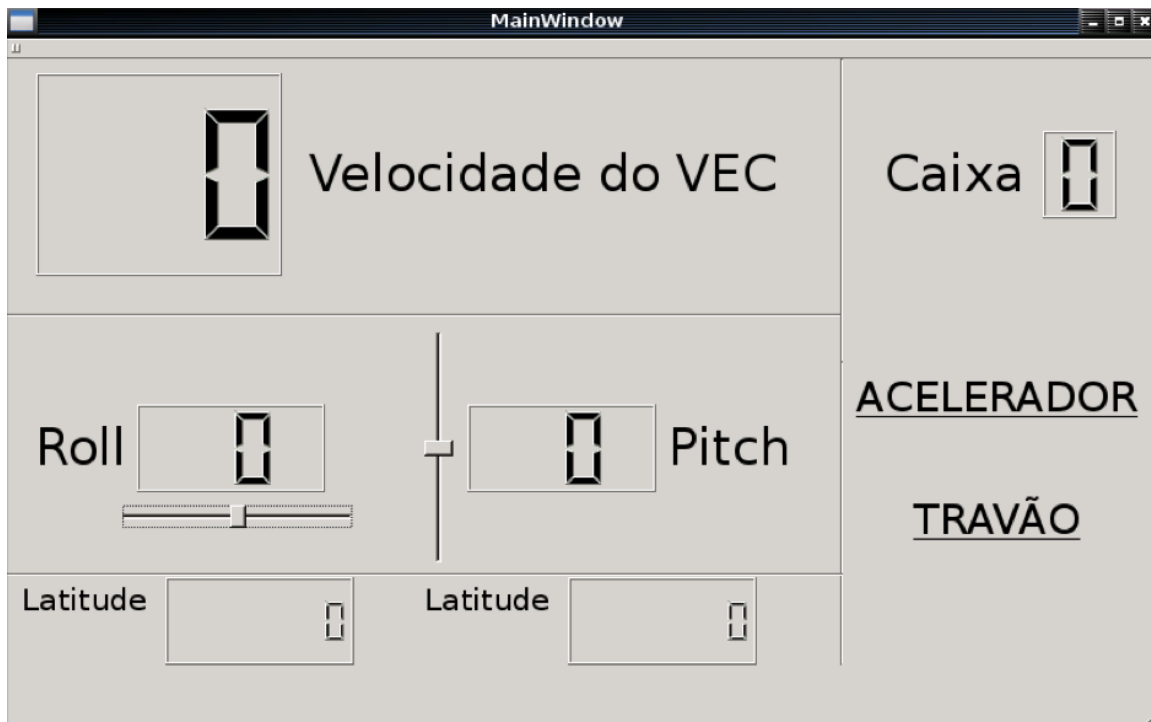 MainWindow
0 Velocidade do VEC
Caixa 0
Roll 0
0 Pitch
ACELERADOR
TRAVÃO
Latitude 0
Latitude 0